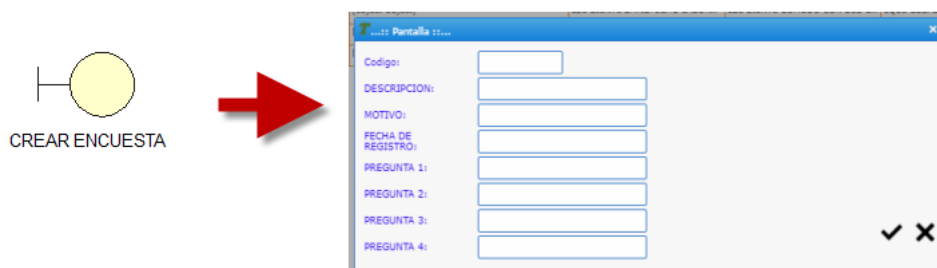 T...:: Pantalla ::...
Codigo:
DESCRIPCION:
MOTIVO:
FECHA DE
REGISTRO:
PREGUNTA 1:
PREGUNTA 2:
PREGUNTA 3:
PREGUNTA 4:
CREAR ENCUESTA